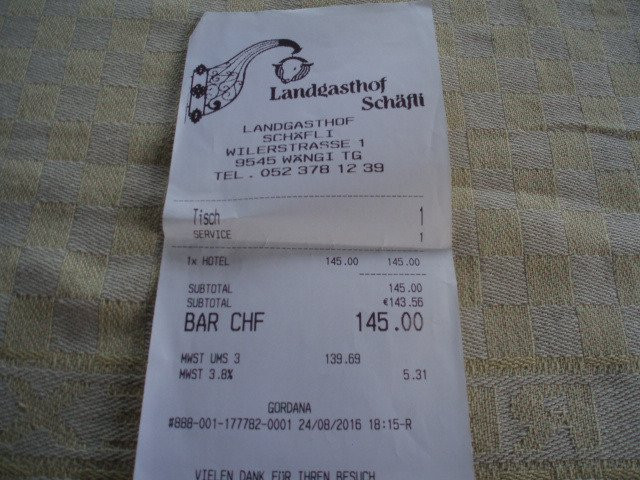 Landgasthof
Schäfli
LANDGASTHOF
SCHÄFLI
WILERSTRASSE 1
9545 WÄNGI TG
TEL. 052 378 12 39
Tisch 1
SERVICE 1
1x HOTEL 145.00 145.00
SUBTOTAL 145.00
SUBTOTAL €143.56
BAR CHF 145.00
MWST UMS 3 139.69
MWST 3.8% 5.31
GORDANA
#888-001-177782-0001 24/08/2016 18:15-R
VIELEN DANK FÜR IHREN BESUCH